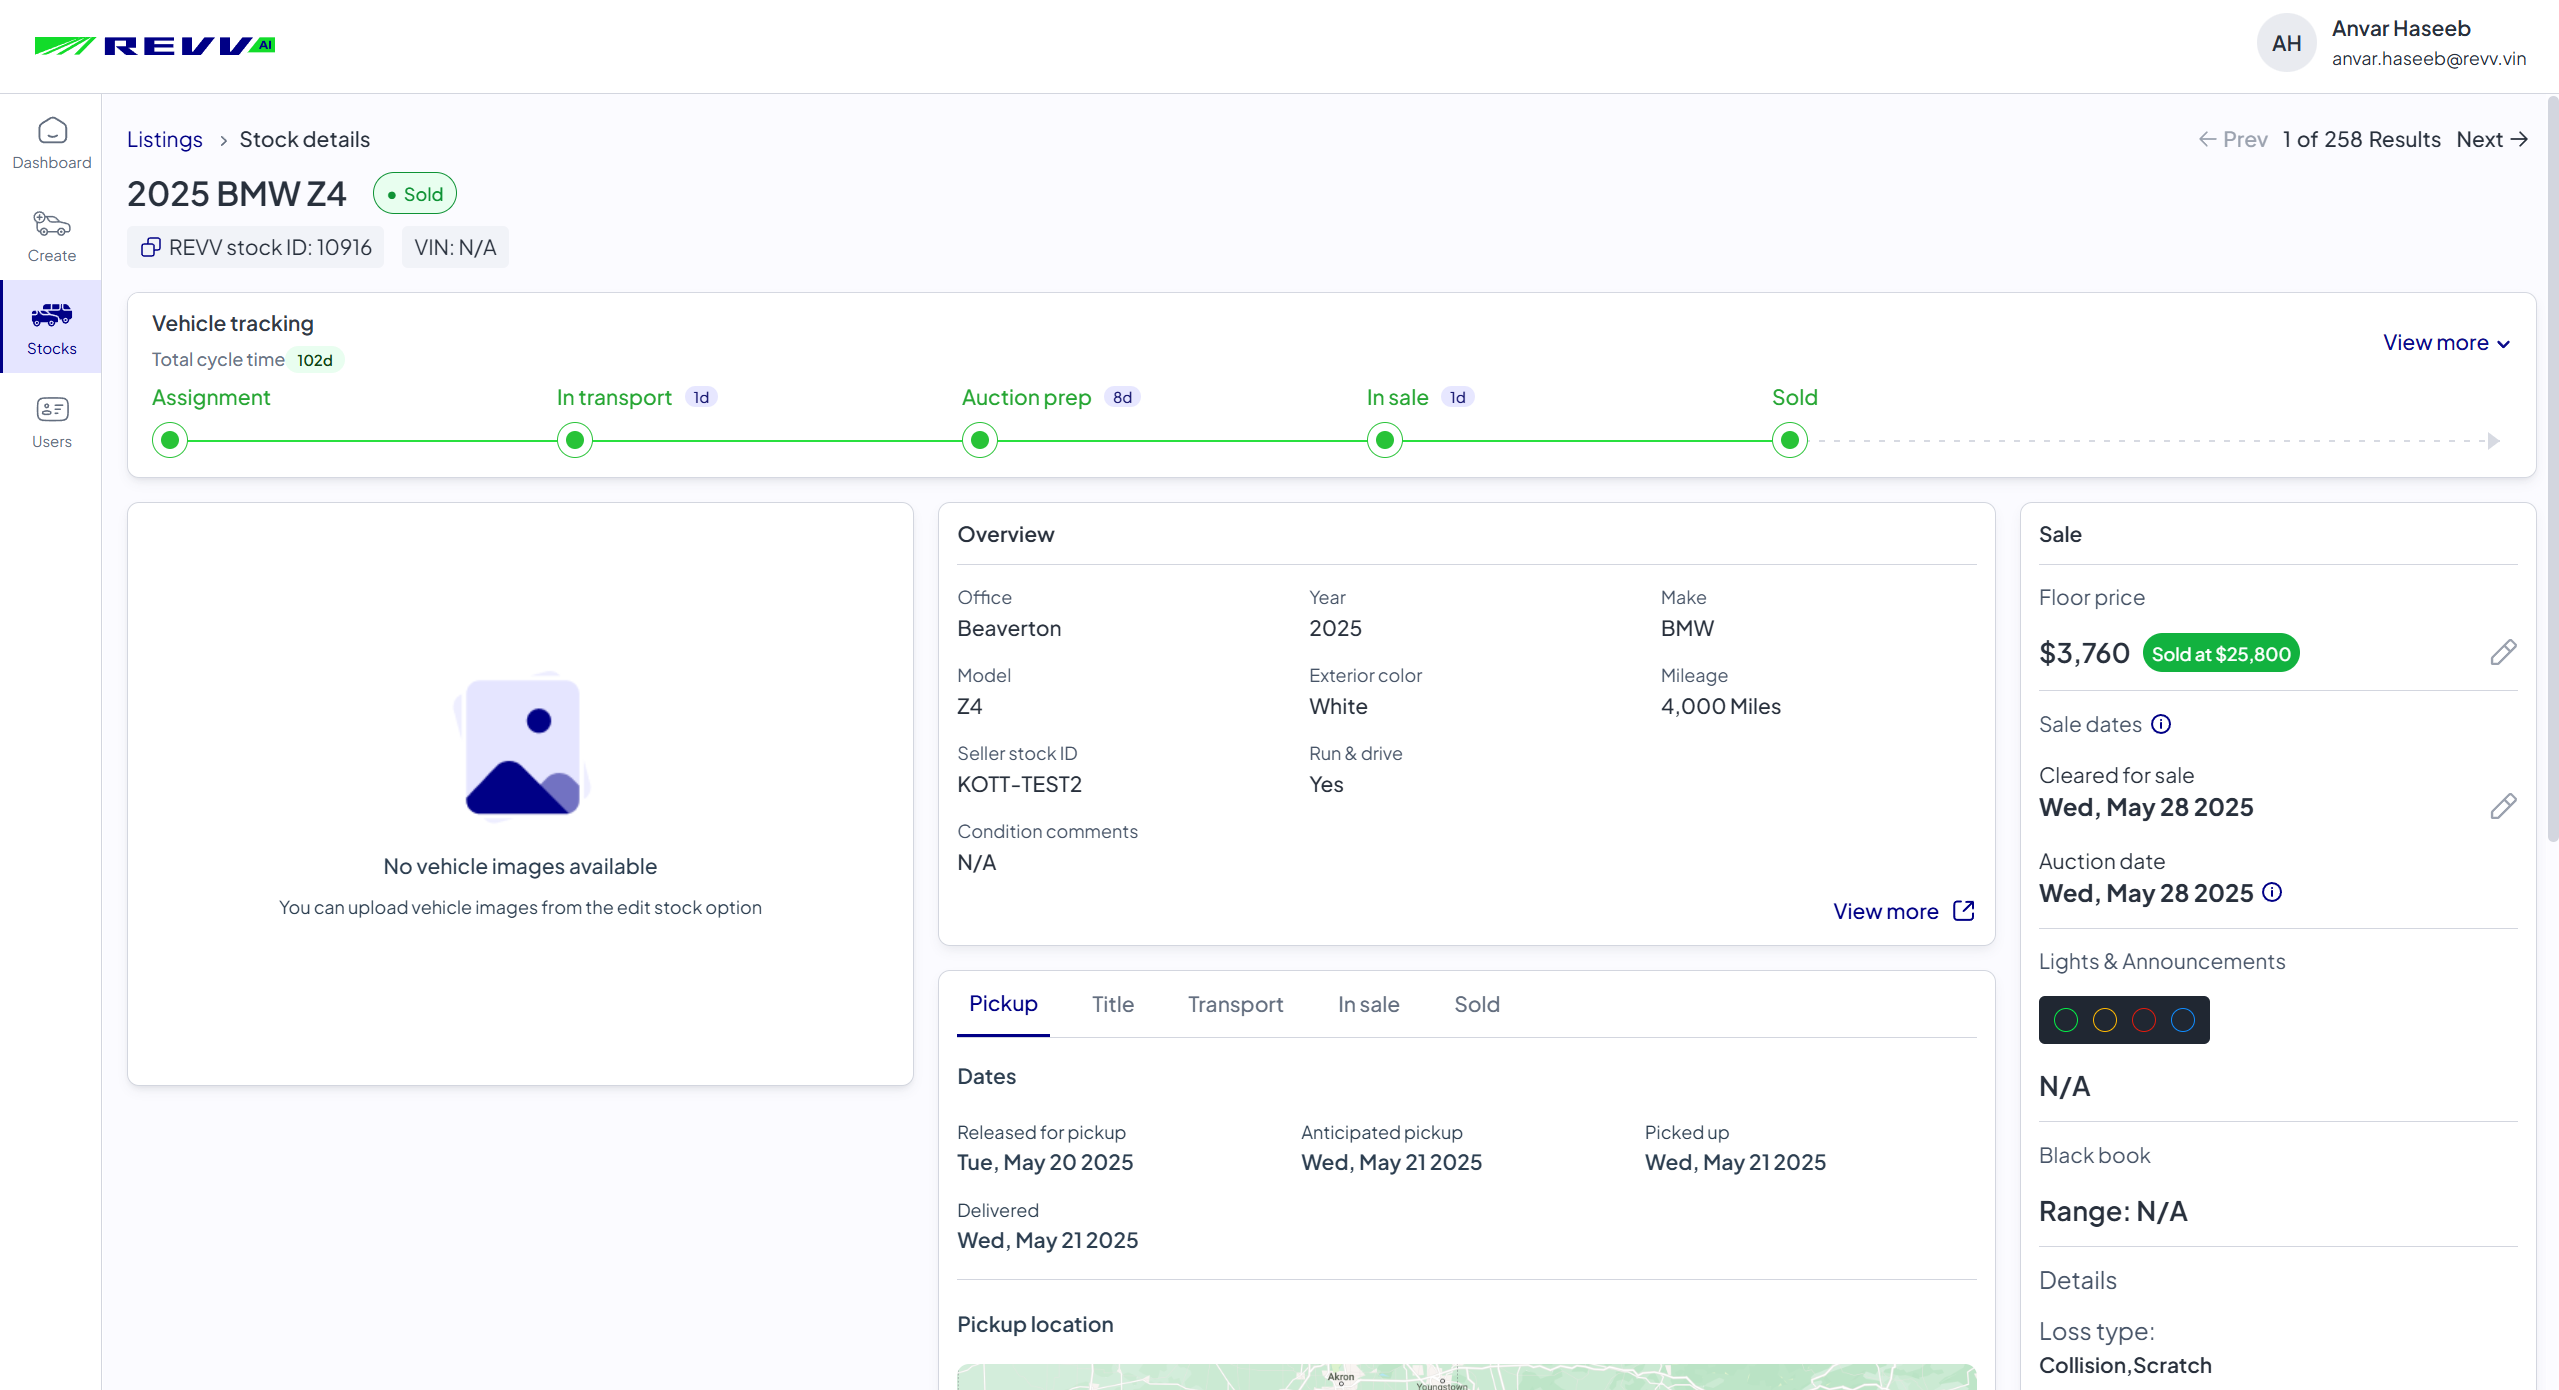 REVV AI
AH
Anvar Haseeb
anvar.haseeb@revv.vin
Dashboard
Create
Stocks
Users
Listings > Stock details
← Prev 1 of 258 Results Next →
2025 BMW Z4
• Sold
REVV stock ID: 10916
VIN: N/A
Vehicle tracking
Total cycle time 102d
View more
Assignment
In transport 1d
Auction prep 8d
In sale 1d
Sold
No vehicle images available
You can upload vehicle images from the edit stock option
Overview
Office
Beaverton
Year
2025
Make
BMW
Model
Z4
Exterior color
White
Mileage
4,000 Miles
Seller stock ID
KOTT-TEST2
Run & drive
Yes
Condition comments
N/A
View more
Pickup
Title
Transport
In sale
Sold
Dates
Released for pickup
Tue, May 20 2025
Anticipated pickup
Wed, May 21 2025
Picked up
Wed, May 21 2025
Delivered
Wed, May 21 2025
Pickup location
Akron
Youngstown
Sale
Floor price
$3,760 Sold at $25,800
Sale dates
Cleared for sale
Wed, May 28 2025
Auction date
Wed, May 28 2025
Lights & Announcements
N/A
Black book
Range: N/A
Details
Loss type:
Collision,Scratch